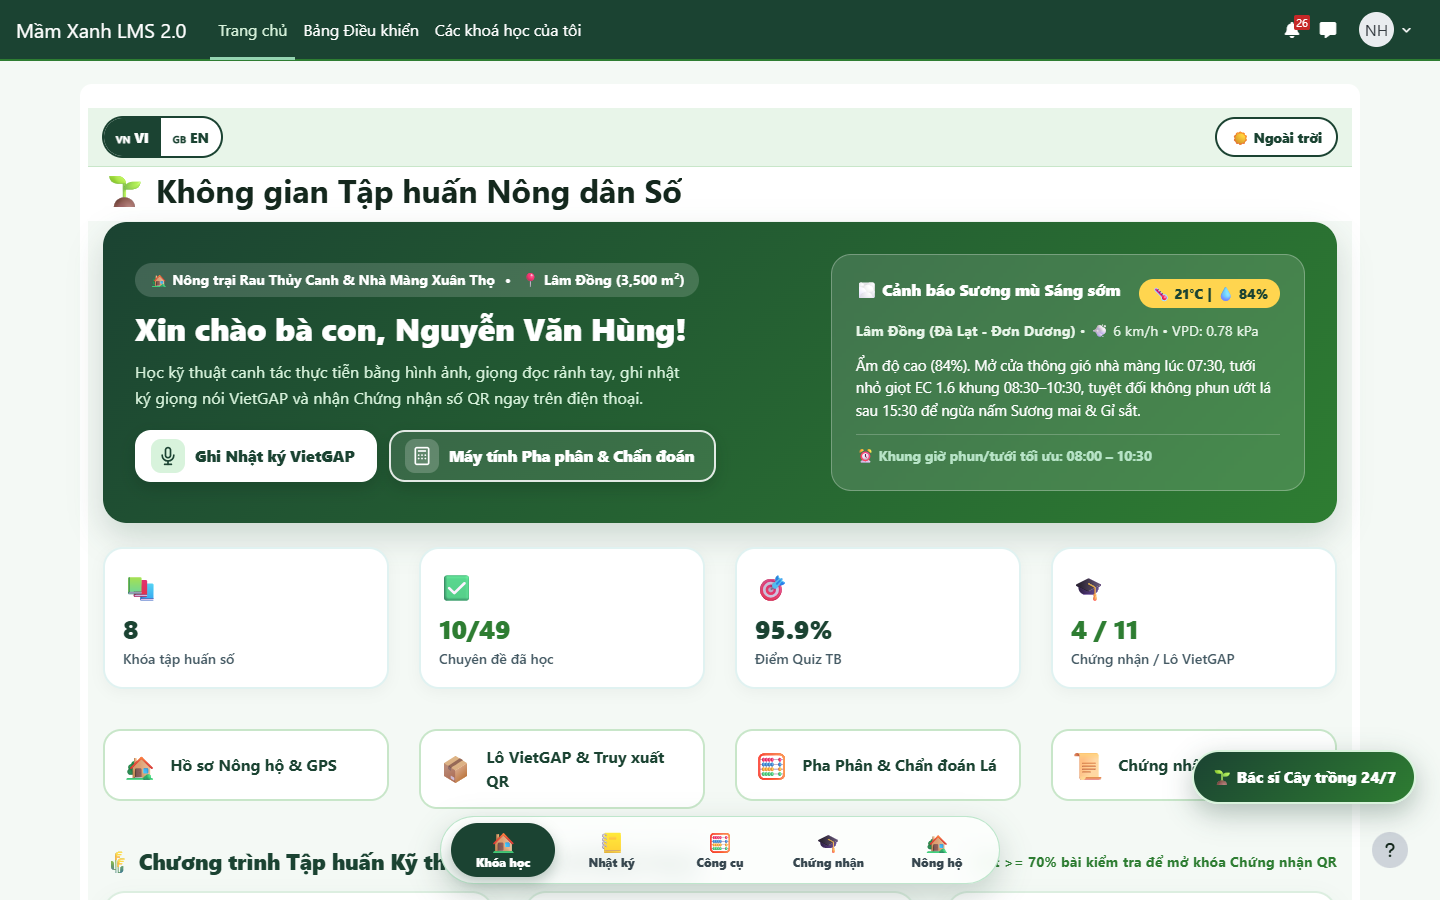 Mầm Xanh LMS 2.0
Trang chủ
Bảng Điều khiển
Các khoá học của tôi
26
NH
VN VI
GB EN
Ngoài trời
Không gian Tập huấn Nông dân Số
Nông trại Rau Thủy Canh & Nhà Màng Xuân Thọ • Lâm Đồng (3,500 m²)
Xin chào bà con, Nguyễn Văn Hùng!
Học kỹ thuật canh tác thực tiễn bằng hình ảnh, giọng đọc rảnh tay, ghi nhật
ký giọng nói VietGAP và nhận Chứng nhận số QR ngay trên điện thoại.
Ghi Nhật ký VietGAP
Máy tính Pha phân & Chẩn đoán
Cảnh báo Sương mù Sáng sớm
21°C | 84%
Lâm Đồng (Đà Lạt - Đơn Dương) • 6 km/h • VPD: 0.78 kPa
Ẩm độ cao (84%). Mở cửa thông gió nhà màng lúc 07:30, tưới
nhỏ giọt EC 1.6 khung 08:30–10:30, tuyệt đối không phun ướt lá
sau 15:30 để ngừa nấm Sương mai & Gỉ sắt.
Khung giờ phun/tưới tối ưu: 08:00 – 10:30
8
Khóa tập huấn số
10/49
Chuyên đề đã học
95.9%
Điểm Quiz TB
4 / 11
Chứng nhận / Lô VietGAP
Hồ sơ Nông hộ & GPS
Lô VietGAP & Truy xuất
QR
Pha Phân & Chẩn đoán Lá
Chứng
Bác sĩ Cây trồng 24/7
Chương trình Tập huấn Kỹ
>= 70% bài kiểm tra để mở khóa Chứng nhận QR
Khóa học
Nhật ký
Công cụ
Chứng nhận
Nông hộ
?